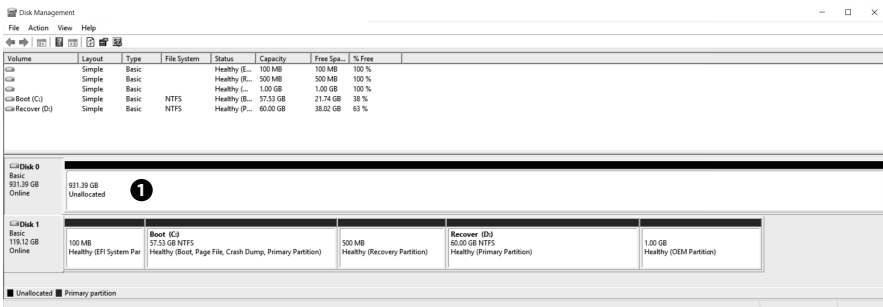 Disk Management
File Action View Help
Volume Layout Type File System Status Capacity Free Spa... % Free
Simple Basic Healthy (E... 100 MB 100 MB 100 %
Simple Basic Healthy (R... 500 MB 500 MB 100 %
Simple Basic Healthy (... 1.00 GB 1.00 GB 100 %
Boot (C:) Simple Basic NTFS Healthy (B... 57.53 GB 21.74 GB 38 %
Recover (D:) Simple Basic NTFS Healthy (P... 60.00 GB 38.02 GB 63 %
Disk 0
Basic
931.39 GB
Online
931.39 GB
Unallocated
1
Disk 1
Basic
119.12 GB
Online
100 MB
Healthy (EFI System Par
Boot (C:)
57.53 GB NTFS
Healthy (Boot, Page File, Crash Dump, Primary Partition)
500 MB
Healthy (Recovery Partition)
Recover (D:)
60.00 GB NTFS
Healthy (Primary Partition)
1.00 GB
Healthy (OEM Partition)
Unallocated Primary partition